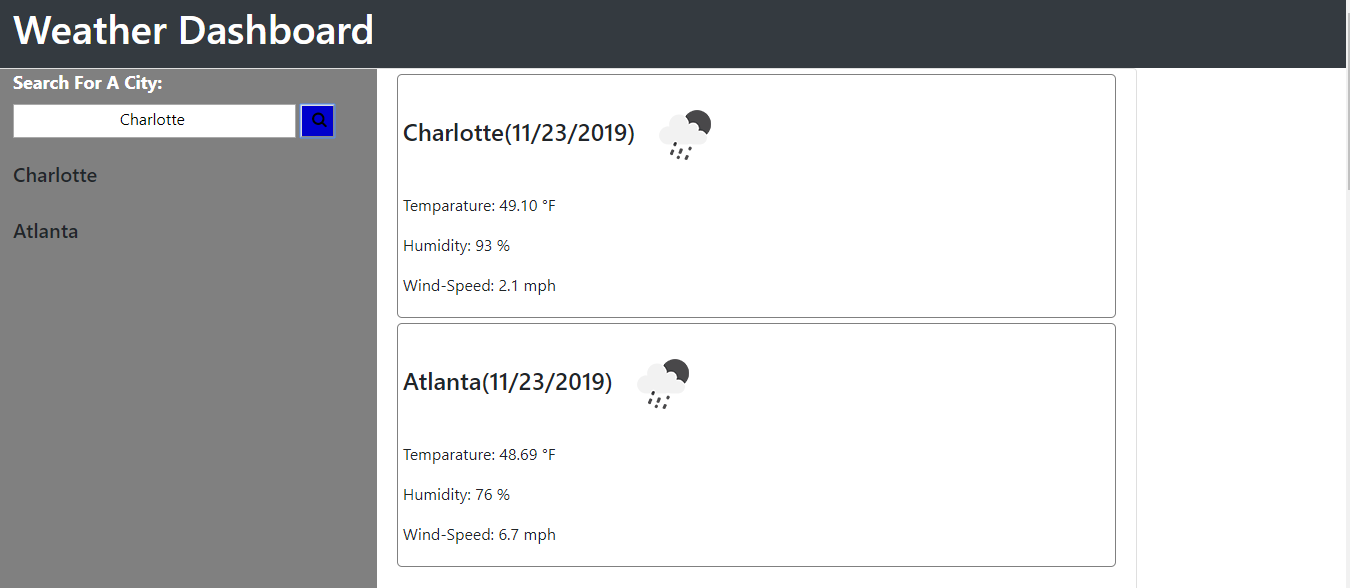 Weather Dashboard
Search For A City:
Charlotte
Charlotte
Atlanta
Charlotte(11/23/2019)
Temparature: 49.10 °F
Humidity: 93 %
Wind-Speed: 2.1 mph
Atlanta(11/23/2019)
Temparature: 48.69 °F
Humidity: 76 %
Wind-Speed: 6.7 mph